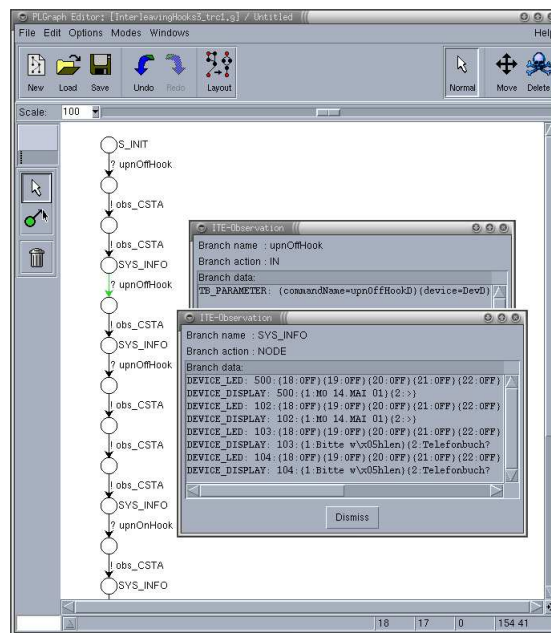 PLGraph Editor: [InterleavingHooks3_trc1.g] / Untitled
File Edit Options Modes Windows Help
New Load Save Undo Redo Layout Normal Move Delete
Scale: 100
S_INIT
? upnOffHook
! obs_CSTA
! obs_CSTA
SYS_INFO
? upnOffHook
! obs_CSTA
SYS_INFO
? upnOffHook
! obs_CSTA
! obs_CSTA
! obs_CSTA
SYS_INFO
? upnOnHook
! obs_CSTA
SYS_INFO
ITE-Observation
Branch name : upnOffHook
Branch action : IN
Branch data:
TB_PARAMETER: {commandName=upnOffHookD}{device=DevD}
ITE-Observation
Branch name : SYS_INFO
Branch action : NODE
Branch data:
DEVICE_LED: 500:{18:OFF}{19:OFF}{20:OFF}{21:OFF}{22:OFF}
DEVICE_DISPLAY: 500:{1:MO 14.MAI 01}{2:>}
DEVICE_LED: 102:{18:OFF}{19:OFF}{20:OFF}{21:OFF}{22:OFF}
DEVICE_DISPLAY: 102:{1:MO 14.MAI 01}{2:>}
DEVICE_LED: 103:{18:OFF}{19:OFF}{20:OFF}{21:OFF}{22:OFF}
DEVICE_DISPLAY: 103:{1:Bitte w\x05hlen}{2:Telefonbuch?
DEVICE_LED: 104:{18:OFF}{19:OFF}{20:OFF}{21:OFF}{22:OFF}
DEVICE_DISPLAY: 104:{1:Bitte w\x05hlen}{2:Telefonbuch?
Dismiss
18 17 0 154 41